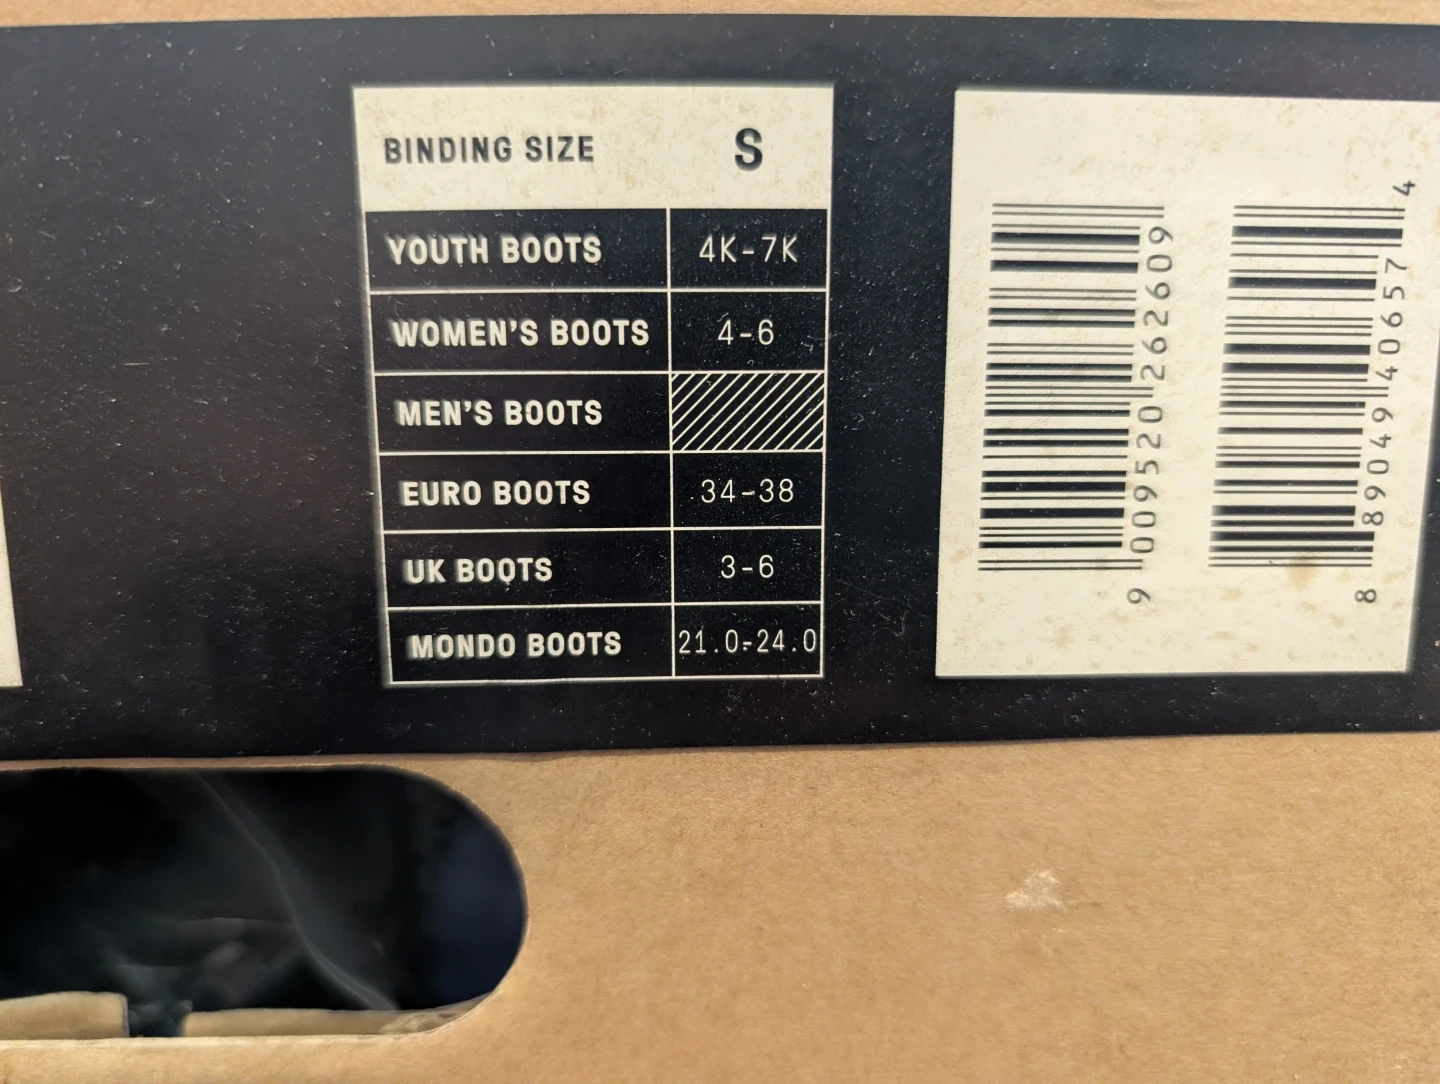 BINDING SIZE S
YOUTH BOOTS 4K-7K
WOMEN'S BOOTS 4-6
MEN'S BOOTS
EURO BOOTS 34-38
UK BOOTS 3-6
MONDO BOOTS 21.0-24.0
9 009520 262609
8 89049 40657 4